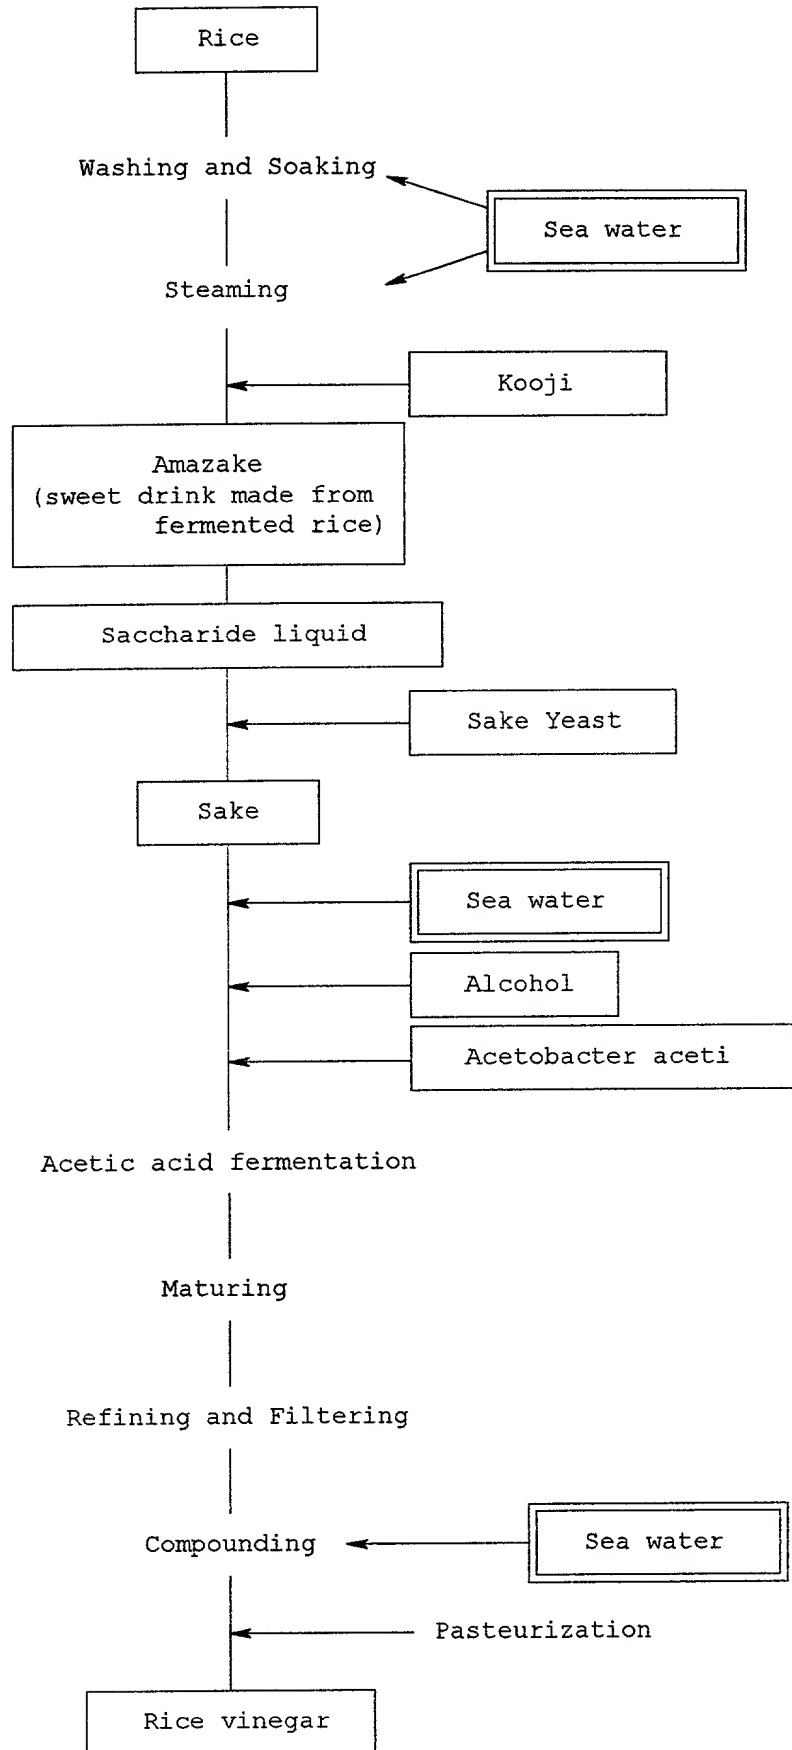 Rice
Washing and Soaking
Sea water
Steaming
Kooji
Amazake
(sweet drink made from
fermented rice)
Saccharide liquid
Sake Yeast
Sake
Sea water
Alcohol
Acetobacter aceti
Acetic acid fermentation
Maturing
Refining and Filtering
Compounding
Sea water
Pasteurization
Rice vinegar